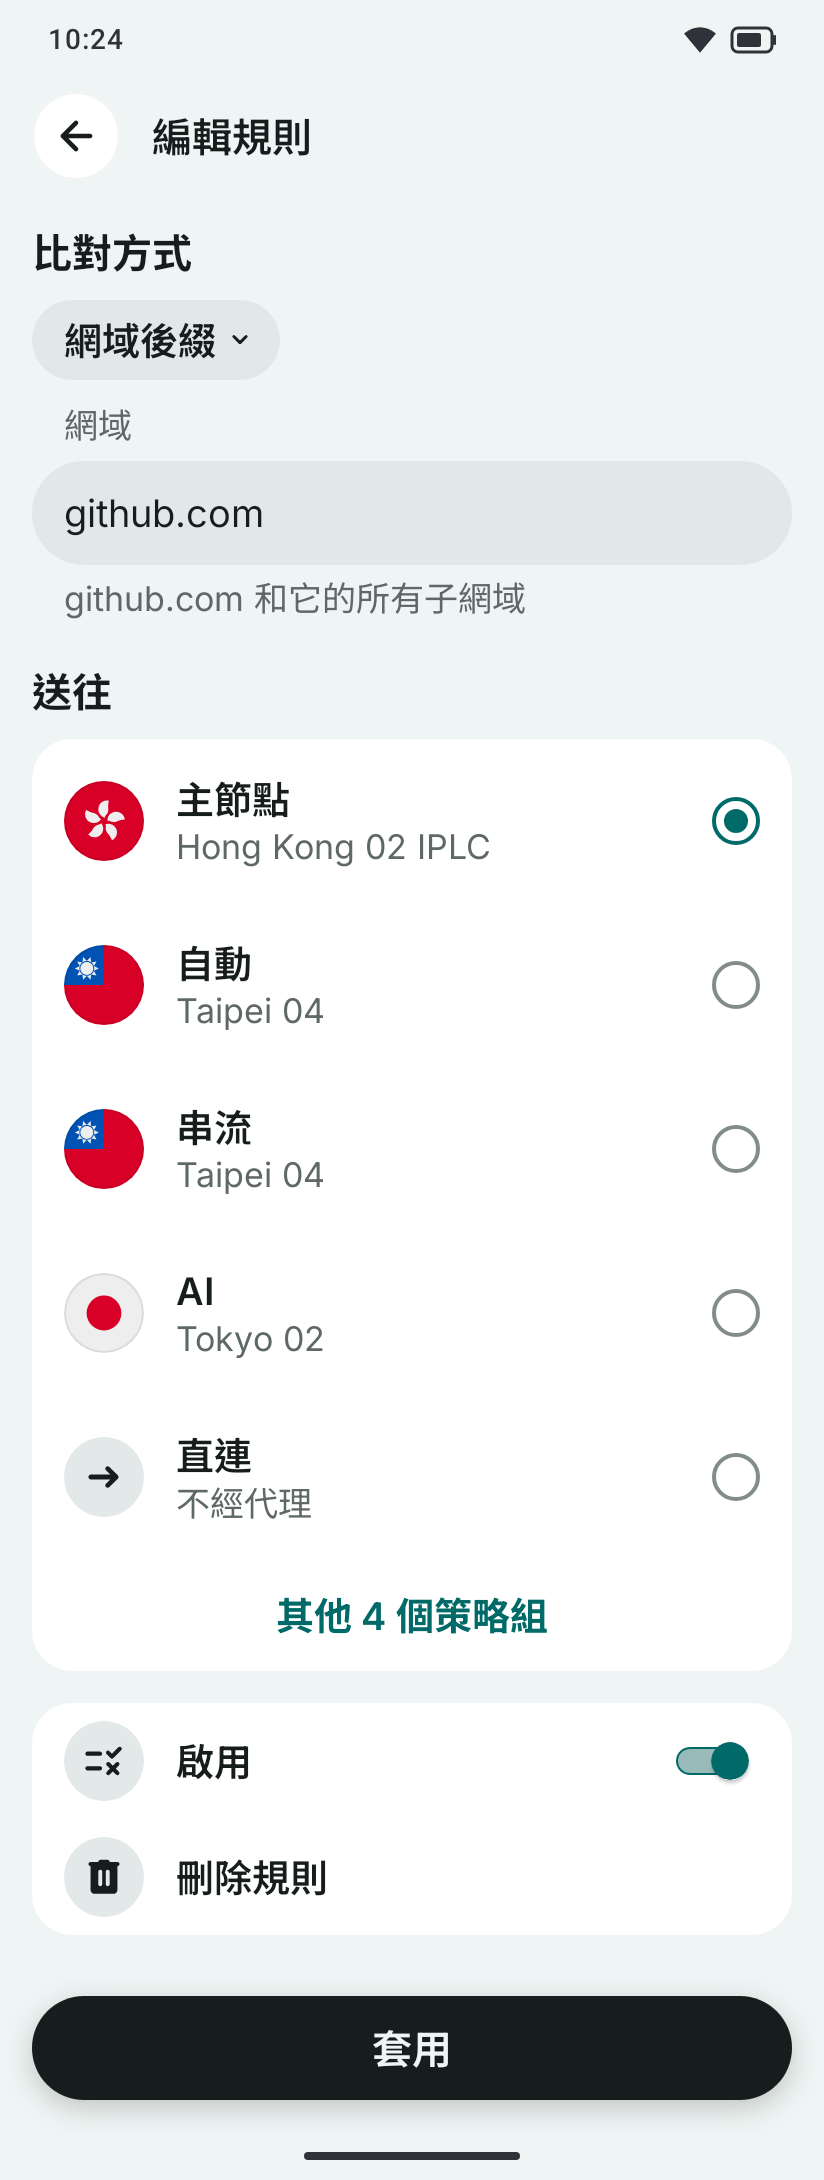 10:24
編輯規則
比對方式
網域後綴
網域
github.com
github.com 和它的所有子網域
送往
主節點
Hong Kong 02 IPLC
自動
Taipei 04
串流
Taipei 04
AI
Tokyo 02
直連
不經代理
其他 4 個策略組
啟用
刪除規則
套用